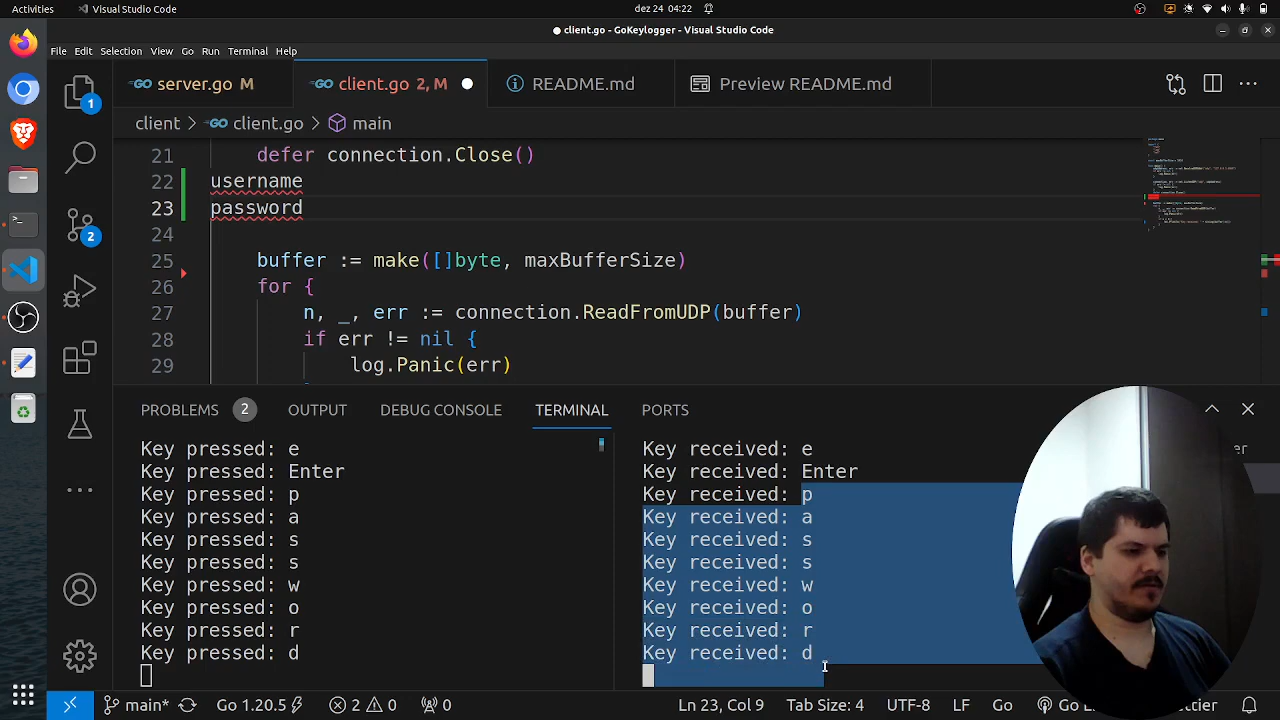 Activities
Visual Studio Code
dez 24 04:22
client.go - GoKeylogger - Visual Studio Code
File Edit Selection View Go Run Terminal Help
server.go M
client.go 2, M
README.md
Preview README.md
client > client.go > main
21 defer connection.Close()
22 username
23 password
24
25 buffer := make([]byte, maxBufferSize)
26 for {
27 n, _, err := connection.ReadFromUDP(buffer)
28 if err != nil {
29 log.Panic(err)
1
2
PROBLEMS 2 OUTPUT DEBUG CONSOLE TERMINAL PORTS
Key pressed: e
Key pressed: Enter
Key pressed: p
Key pressed: a
Key pressed: s
Key pressed: s
Key pressed: w
Key pressed: o
Key pressed: r
Key pressed: d
Key received: e
Key received: Enter
Key received: p
Key received: a
Key received: s
Key received: s
Key received: w
Key received: o
Key received: r
Key received: d
main* Go 1.20.5 2 0 0 Ln 23, Col 9 Tab Size: 4 UTF-8 LF Go